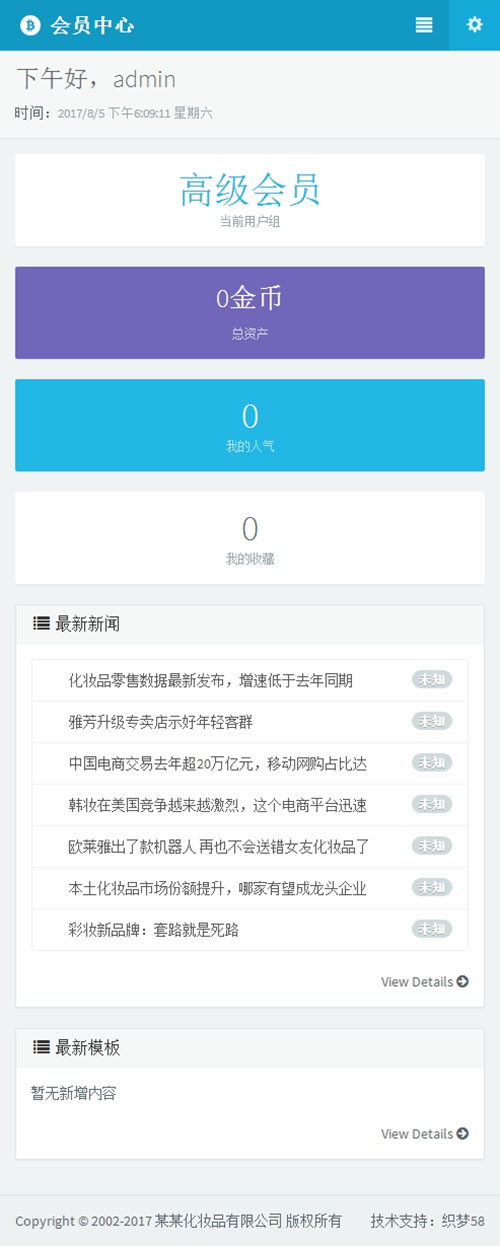 会员中心
下午好，admin
时间：2017/8/5 下午6:09:11 星期六
高级会员
当前用户组
0金币
总资产
0
我的人气
0
我的收藏
最新新闻
化妆品零售数据最新发布，增速低于去年同期 未知
雅芳升级专卖店示好年轻客群 未知
中国电商交易去年超20万亿元，移动网购占比达 未知
韩妆在美国竞争越来越激烈，这个电商平台迅速 未知
欧莱雅出了款机器人 再也不会送错女友化妆品了 未知
本土化妆品市场份额提升，哪家有望成龙头企业 未知
彩妆新品牌：套路就是死路 未知
View Details
最新模板
暂无新增内容
View Details
Copyright © 2002-2017 某某化妆品有限公司 版权所有 技术支持：织梦58